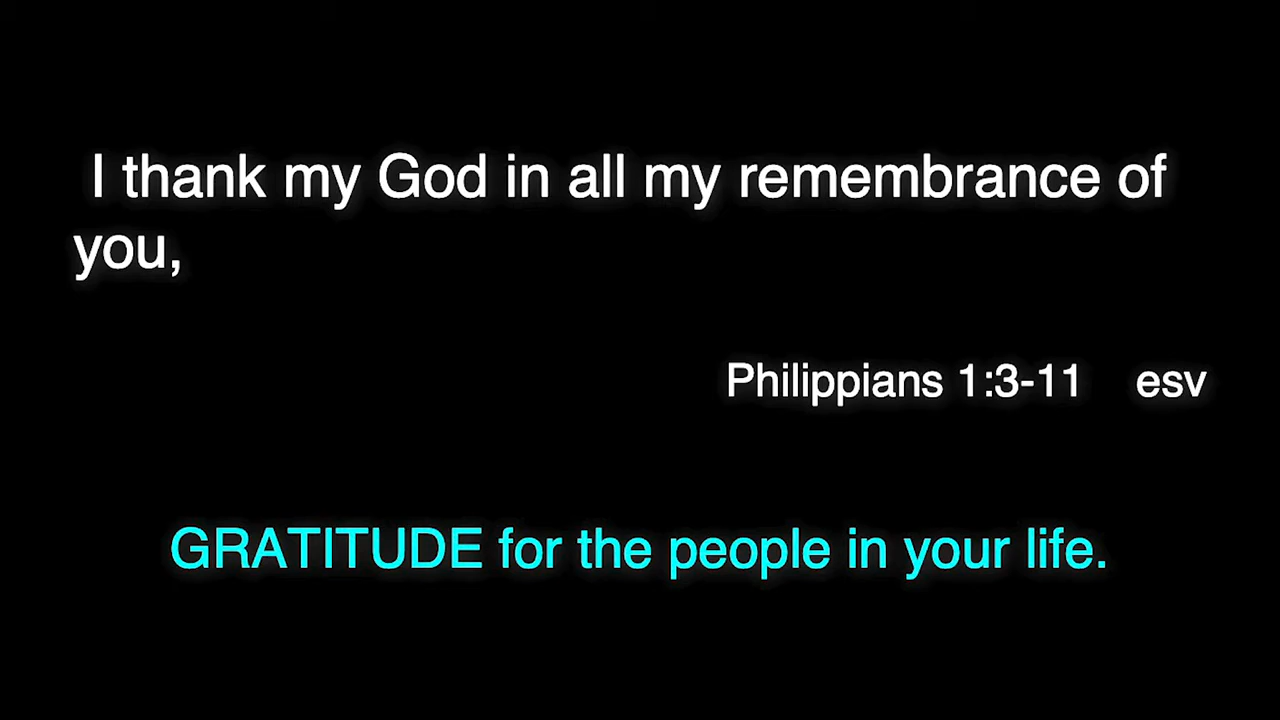 I thank my God in all my remembrance of
you,
Philippians 1:3-11 esv
GRATITUDE for the people in your life.